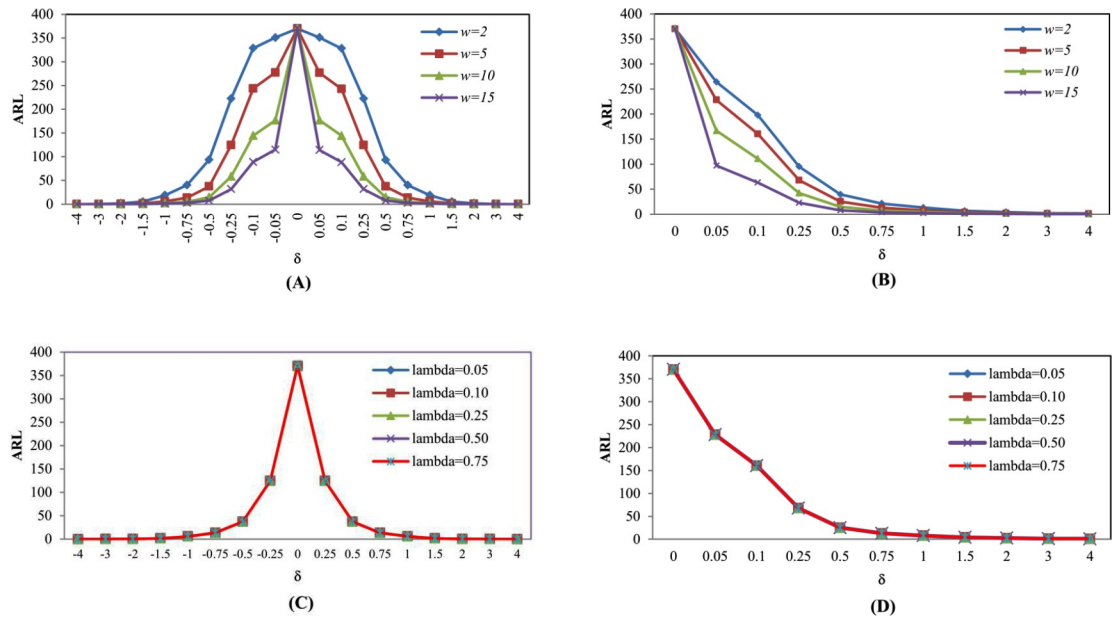 400
350
300
250
200
150
100
50
0
ARL
w=2
w=5
w=10
w=15
-4
-3
-2
-1.5
-1
-0.75
-0.5
-0.25
-0.1
-0.05
0
0.05
0.1
0.25
0.5
0.75
1
1.5
2
3
4
δ
(A)
400
350
300
250
200
150
100
50
0
ARL
w=2
w=5
w=10
w=15
0 0.05 0.1 0.25 0.5 0.75 1 1.5 2 3 4
δ
(B)
400
350
300
250
200
150
100
50
0
ARL
lambda=0.05
lambda=0.10
lambda=0.25
lambda=0.50
lambda=0.75
-4 -3 -2 -1.5 -1 -0.75 -0.5 -0.25 0 0.25 0.5 0.75 1 1.5 2 3 4
δ
(C)
400
350
300
250
200
150
100
50
0
ARL
lambda=0.05
lambda=0.10
lambda=0.25
lambda=0.50
lambda=0.75
0 0.05 0.1 0.25 0.5 0.75 1 1.5 2 3 4
δ
(D)